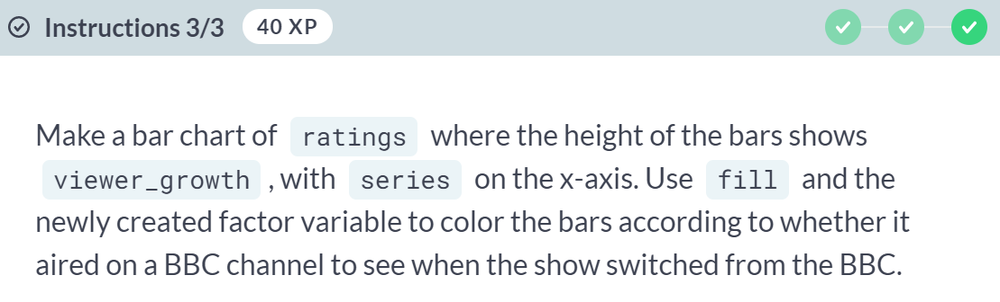 Instructions 3/3 40 XP
Make a bar chart of ratings where the height of the bars shows
viewer_growth , with series on the x-axis. Use fill and the
newly created factor variable to color the bars according to whether it
aired on a BBC channel to see when the show switched from the BBC.